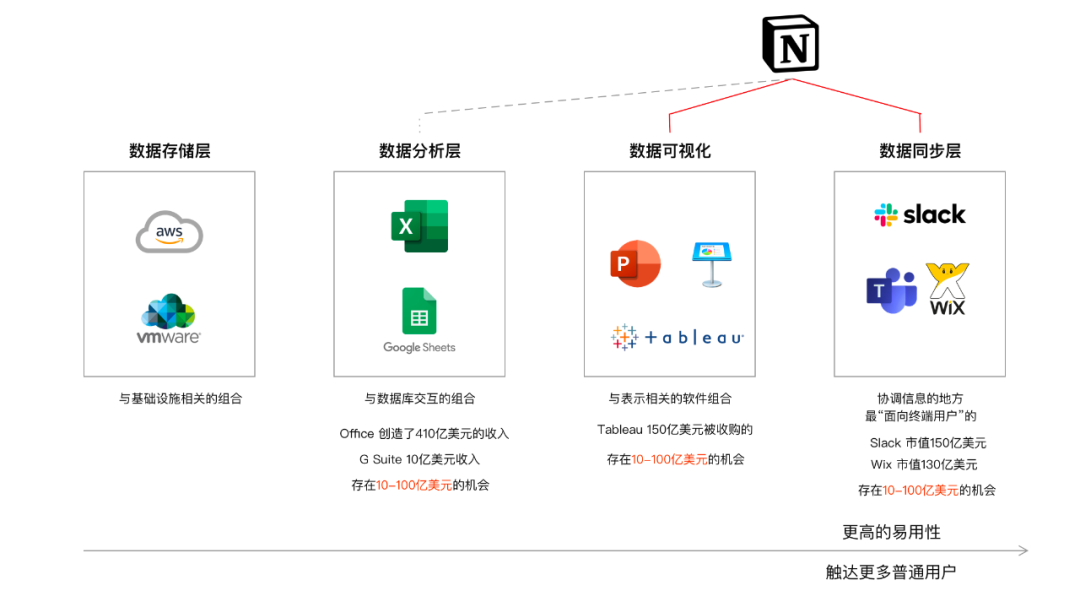 N
数据存储层
数据分析层
数据可视化
数据同步层
aws
vmware
X
Google Sheets
P
+ableau
slack
T
WiX
与基础设施相关的组合
与数据库交互的组合
Office 创造了410亿美元的收入
G Suite 10亿美元收入
存在10-100亿美元的机会
与表示相关的软件组合
Tableau 150亿美元被收购的
存在10-100亿美元的机会
协调信息的地方
最“面向终端用户”的
Slack 市值150亿美元
Wix 市值130亿美元
存在10-100亿美元的机会
更高的易用性
触达更多普通用户